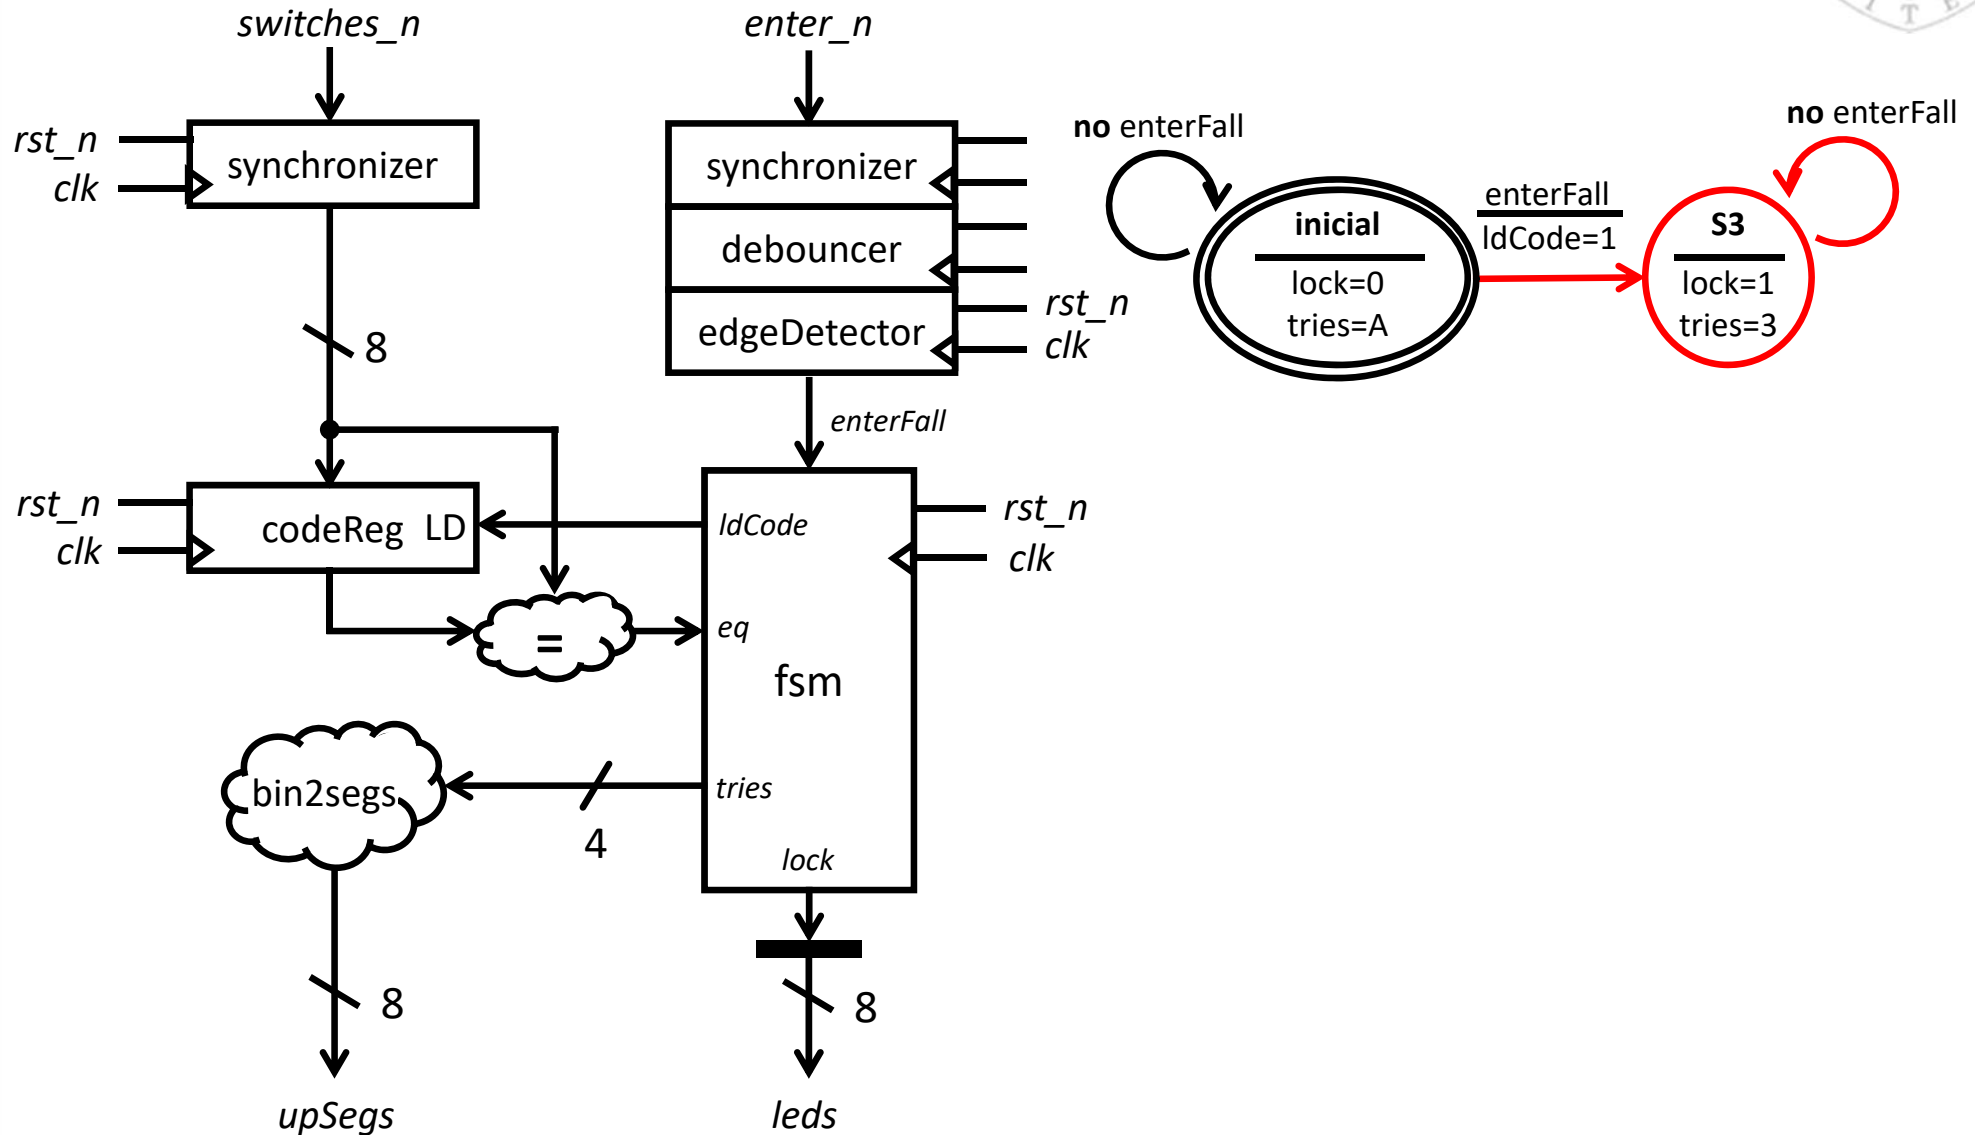 switches_n
enter_n
I T E
rst_n
clk
synchronizer
synchronizer
debouncer
edgeDetector
rst_n
clk
8
enterFall
no enterFall
inicial
lock=0
tries=A
enterFall
ldCode=1
no enterFall
S3
lock=1
tries=3
rst_n
clk
codeReg LD
ldCode
rst_n
clk
=
eq
fsm
bin2segs
tries
4
lock
8
8
upSegs
leds